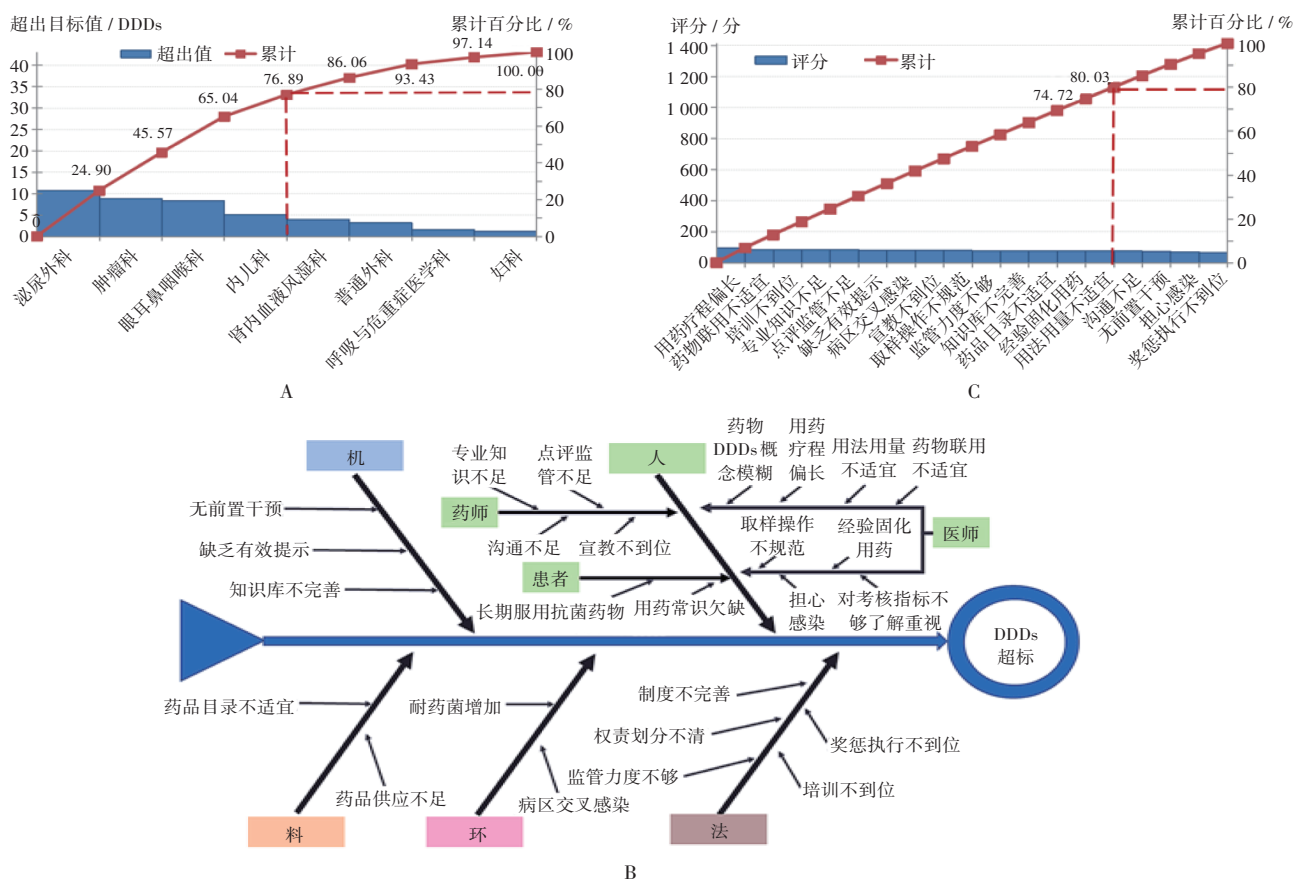 超出目标值 / DDDs
累计百分比 / %
超出值
累计
40
35
30
25
20
15
10
5
0
0
24.90
45.57
65.04
76.89
86.06
93.43
97.14
100.00
100
80
60
40
20
0
泌尿外科
肿瘤科
眼耳鼻咽喉科
内儿科
肾内血液风湿科
普通外科
呼吸与危重症医学科
妇科
A
评分 / 分
累计百分比 / %
评分
累计
1 400
1 200
1 000
800
600
400
200
0
74.72
80.03
100
80
60
40
20
0
用药疗程偏长
药物联用不适宜
培训不到位
专业知识不足
点评监管不足
缺乏有效提示
病区交叉感染
宣教不到位
取样操作不规范
监管力度不够
知识库不完善
药品目录不适宜
经验固化用药
用法用量不适宜
沟通不足
无前置干预
担心感染
奖惩执行不到位
C
机
无前置干预
缺乏有效提示
知识库不完善
人
药师
专业知
识不足
点评监
管不足
沟通不足
宣教不到位
患者
长期服用抗菌药物
用药常识欠缺
医师
药物
DDDs概
念模糊
用药
疗程
偏长
用法用量
不适宜
药物联用
不适宜
取样操作
不规范
经验固化
用药
担心
感染
对考核指标不
够了解重视
DDDs
超标
药品目录不适宜
药品供应不足
料
耐药菌增加
病区交叉感染
环
制度不完善
权责划分不清
监管力度不够
奖惩执行不到位
培训不到位
法
B